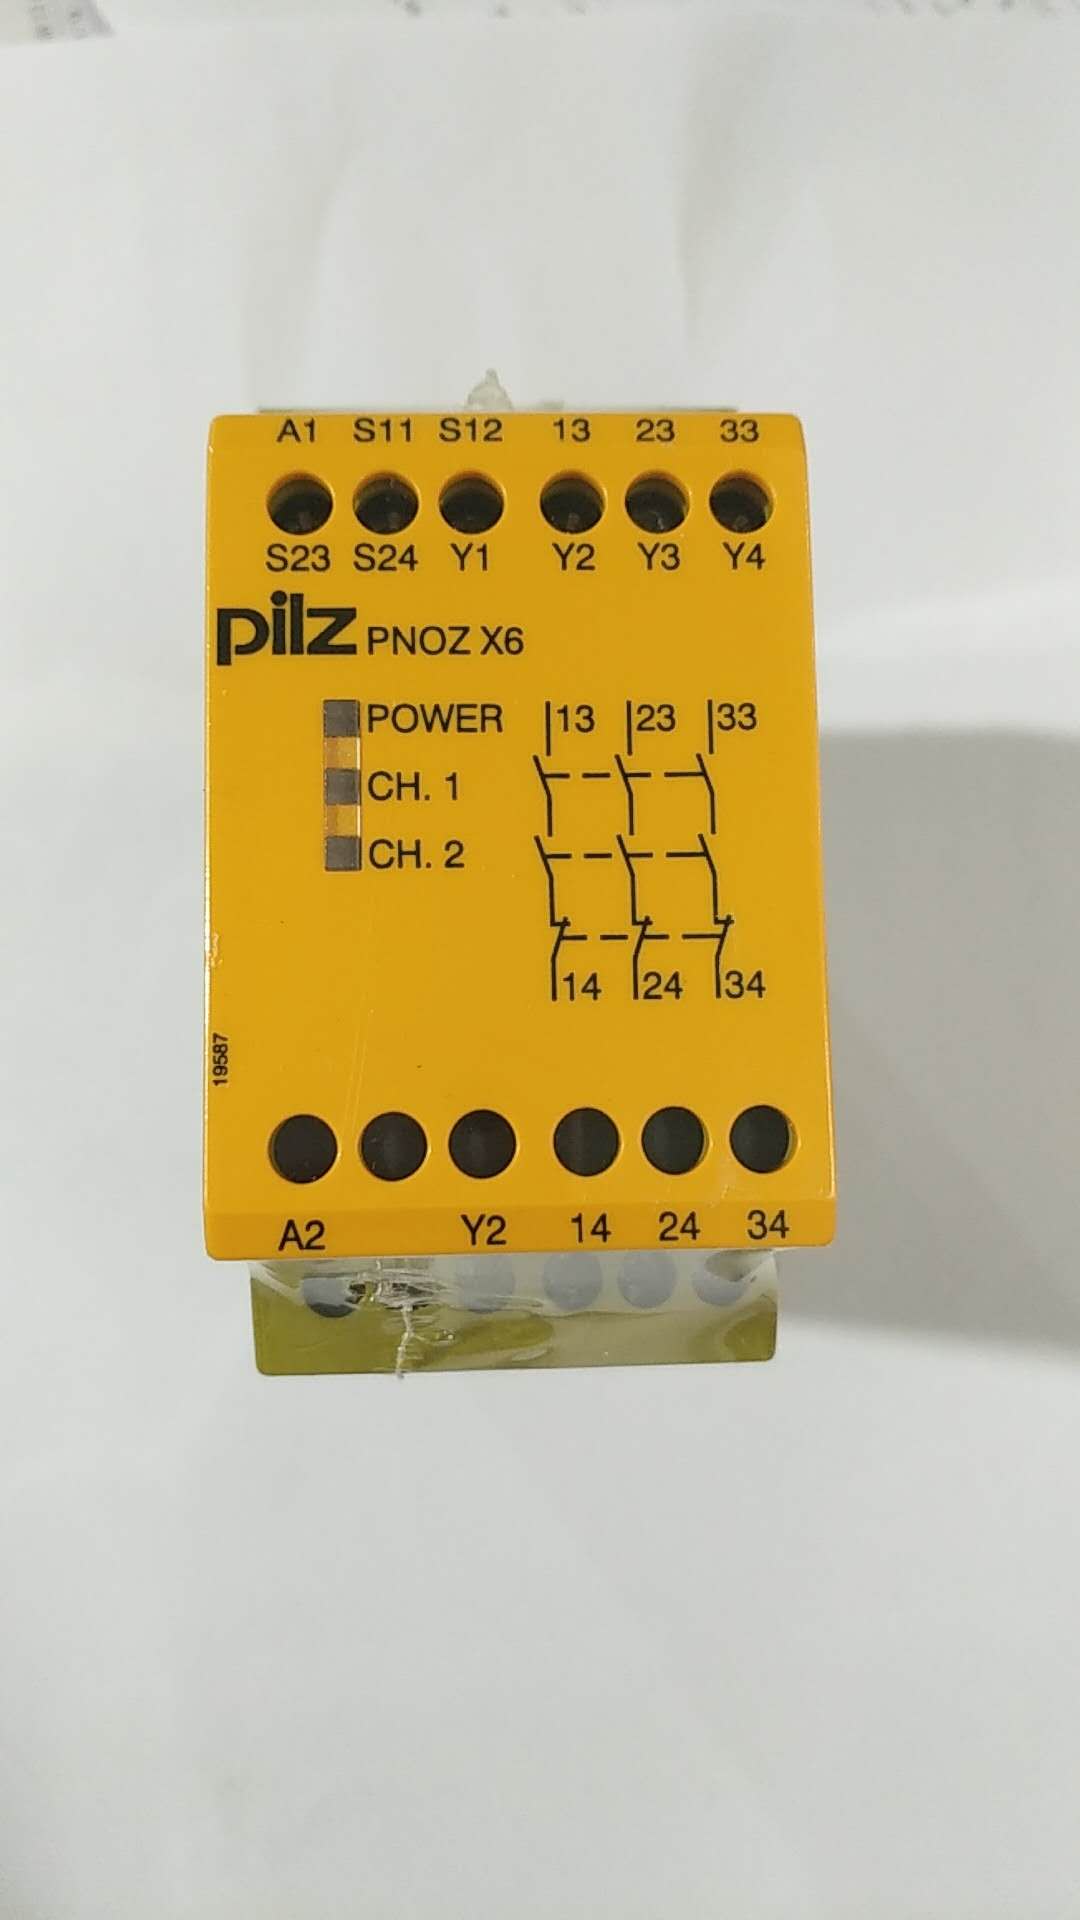 A1 S11 S12 13 23 33
S23 S24 Y1 Y2 Y3 Y4
pilz PNOZ X6
POWER 13 23 33
CH. 1
CH. 2
14 24 34
19587
A2 Y2 14 24 34